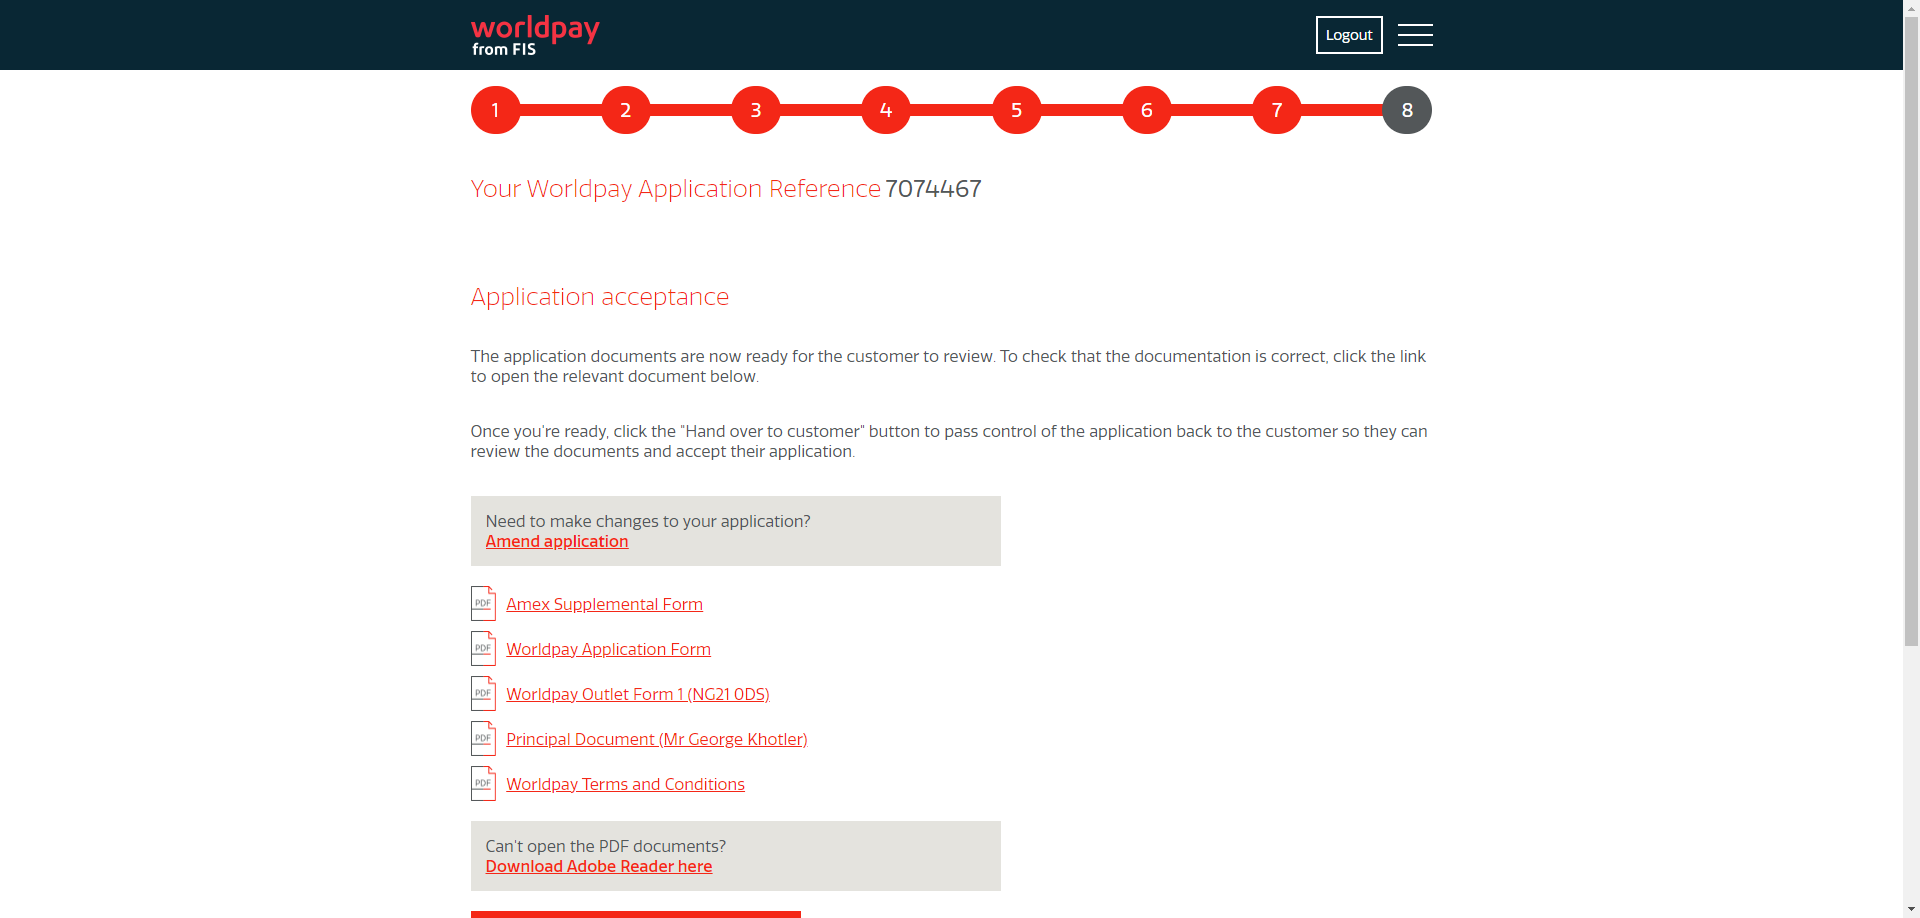 worldpay
from FIS
Logout
1 2 3 4 5 6 7 8
Your Worldpay Application Reference 7074467
Application acceptance
The application documents are now ready for the customer to review. To check that the documentation is correct, click the link
to open the relevant document below.
Once you're ready, click the "Hand over to customer" button to pass control of the application back to the customer so they can
review the documents and accept their application.
Need to make changes to your application?
Amend application
PDF Amex Supplemental Form
PDF Worldpay Application Form
PDF Worldpay Outlet Form 1 (NG21 0DS)
PDF Principal Document (Mr George Khotler)
PDF Worldpay Terms and Conditions
Can't open the PDF documents?
Download Adobe Reader here